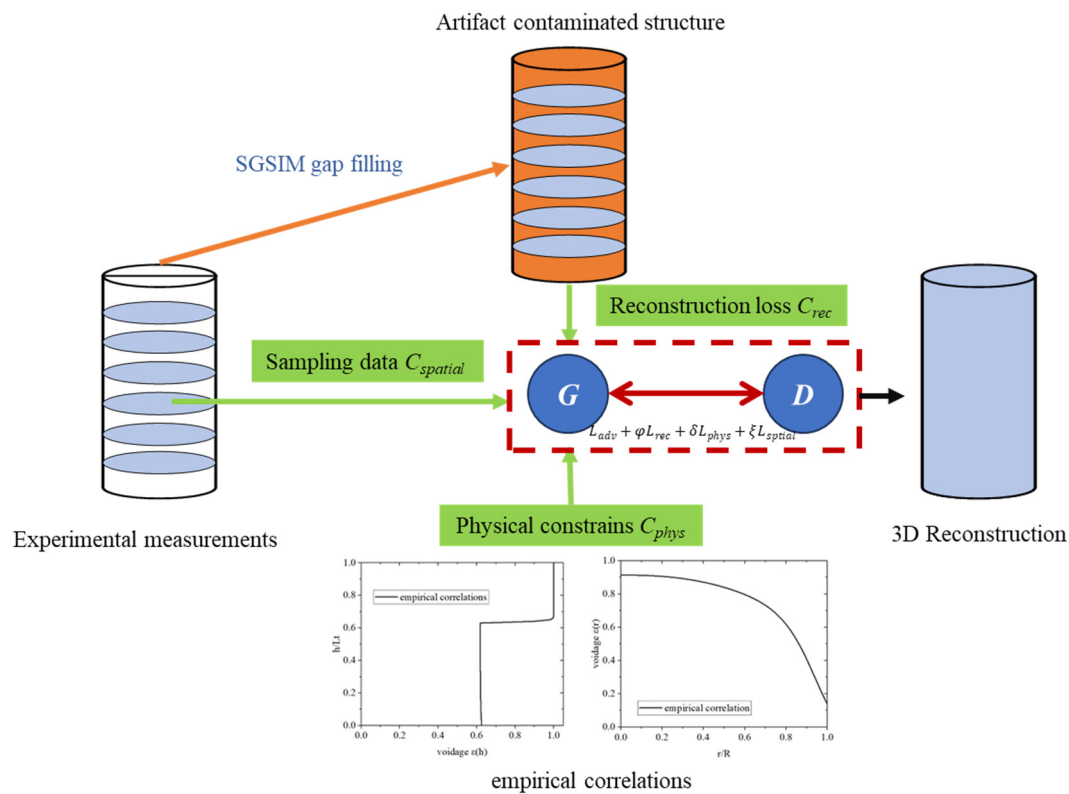 Artifact contaminated structure
SGSIM gap filling
Reconstruction loss C_rec
Sampling data C_spatial
G
D
L_adv + φL_rec + δL_phys + ξL_sptial
Physical constrains C_phys
Experimental measurements
3D Reconstruction
1.0
0.8
0.6
0.4
0.2
0.0
h/Lt
empirical correlations
0.0 0.2 0.4 0.6 0.8 1.0
voidage ε(h)
1.0
0.8
0.6
0.4
0.2
0.0
voidage ε(r)
empirical correlation
0.0 0.2 0.4 0.6 0.8 1.0
r/R
empirical correlations